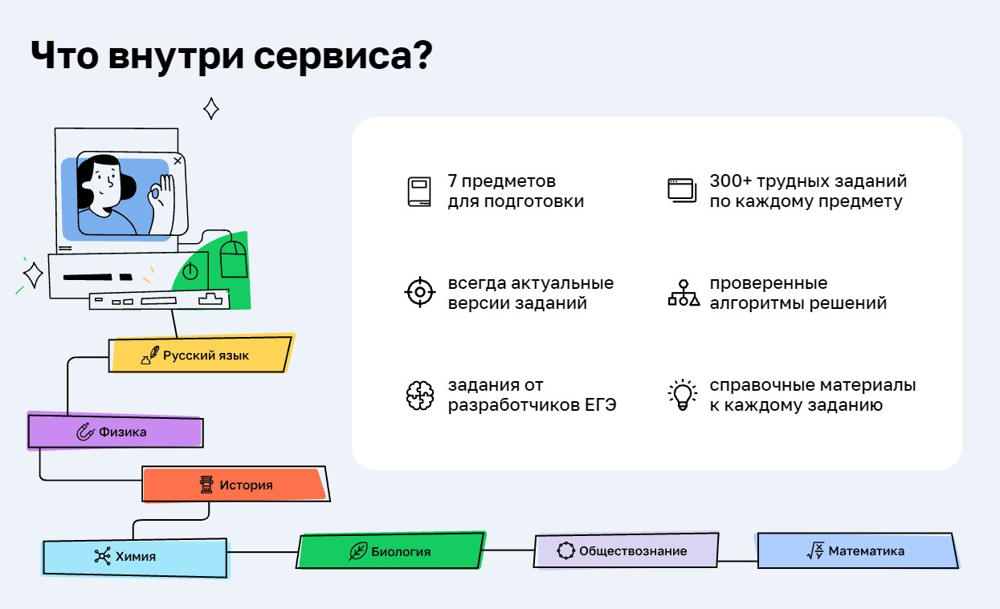 Что внутри сервиса?
7 предметов
для подготовки
300+ трудных заданий
по каждому предмету
всегда актуальные
версии заданий
проверенные
алгоритмы решений
задания от
разработчиков ЕГЭ
справочные материалы
к каждому заданию
Русский язык
Физика
История
Химия
Биология
Обществознание
Математика